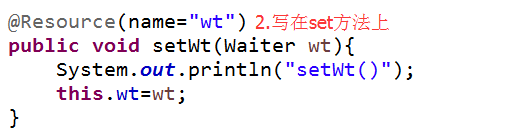 @Resource(name="wt") 2.写在set方法上
public void setWt(Waiter wt){
    System.out.println("setWt()");
    this.wt=wt;
}